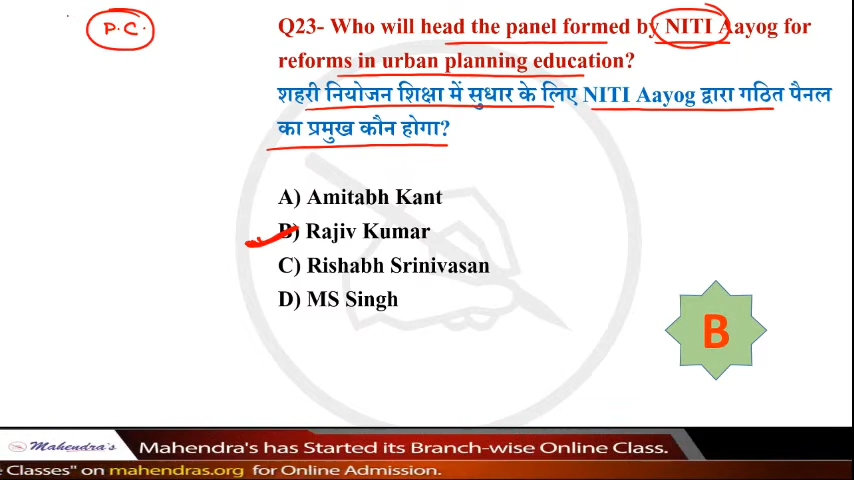 P.C.
Q23- Who will head the panel formed by NITI Aayog for
reforms in urban planning education?
शहरी नियोजन शिक्षा में सुधार के लिए NITI Aayog द्वारा गठित पैनल
का प्रमुख कौन होगा?
A) Amitabh Kant
B) Rajiv Kumar
C) Rishabh Srinivasan
D) MS Singh
B
Mahendra's
Mahendra's has Started its Branch-wise Online Class.
e Classes" on mahendras.org for Online Admission.